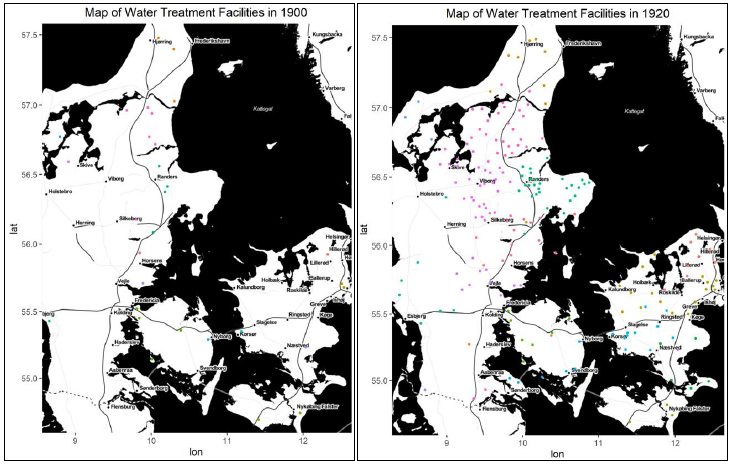 Map of Water Treatment Facilities in 1900
57.5
57.0
56.5
56.0
55.5
55.0
lat
9
10
11
12
lon
Hjørring
Frederikshavn
Kungsbacka
Varberg
Fal
Kattegat
Skive
Viborg
Randers
Holstebro
Herning
Silkeborg
Horsens
Vejle
Fredericia
Kolding
bjerg
Haderslev
Aabenraa
Sønderborg
Flensburg
Nyborg
Svendborg
Kalundborg
Holbæk
Roskilde
Helsingør
Hillerød
Lillerød
Ballerup
Greve
Køge
Ringsted
Slagelse
Korsør
Næstved
Nykøbing Falster
Map of Water Treatment Facilities in 1920
57.5
57.0
56.5
56.0
55.5
55.0
lat
9
10
11
12
lon
Hjørring
Frederikshavn
Kungsbacka
Varberg
Fal
Kattegat
Skive
Viborg
Randers
Holstebro
Herning
Silkeborg
Horsens
Vejle
Fredericia
Kolding
Esbjerg
Haderslev
Aabenraa
Sønderborg
Flensburg
Nyborg
Svendborg
Kalundborg
Holbæk
Roskilde
Helsingør
Hillerød
Lillerød
Ballerup
Greve
Køge
Ringsted
Slagelse
Korsør
Næstved
Nykøbing Falster